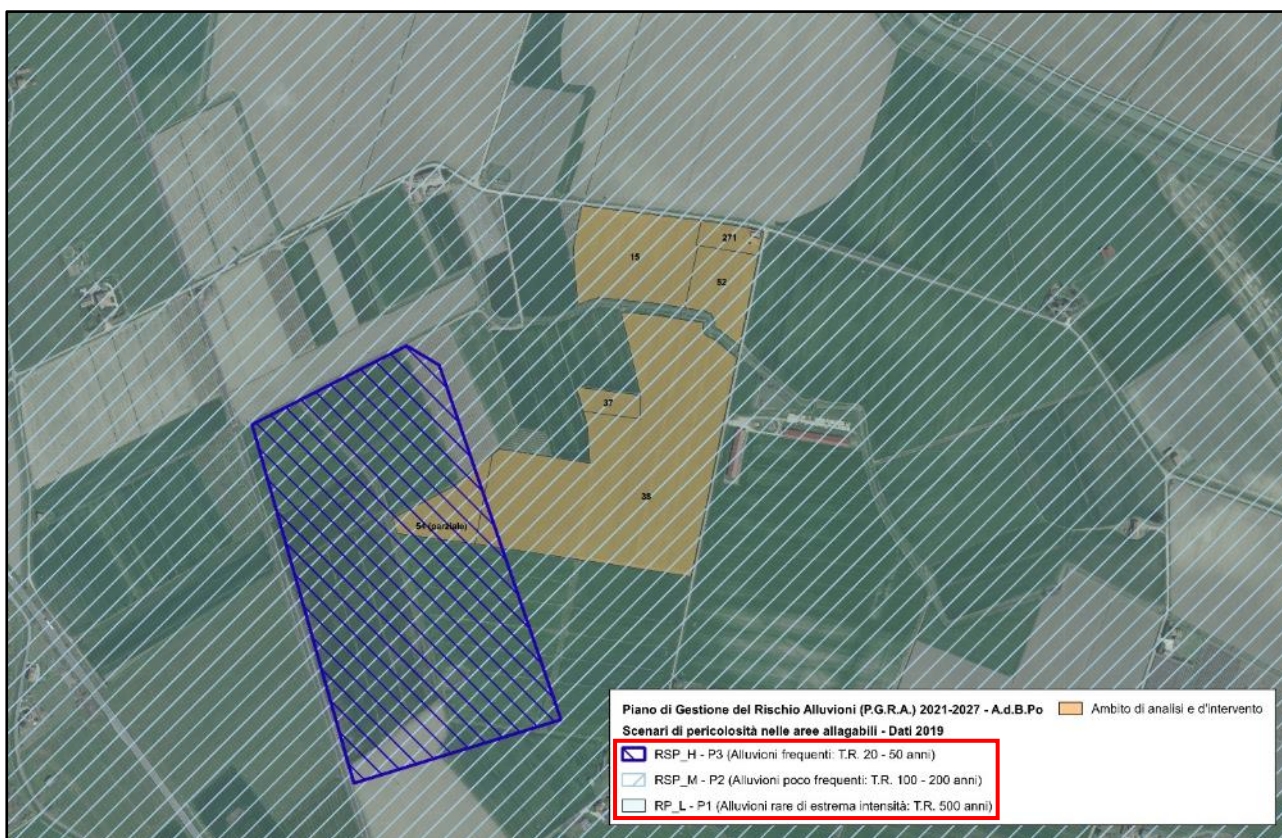 271
15
52
37
38
54 (parziale)
Piano di Gestione del Rischio Alluvioni (P.G.R.A.) 2021-2027 - A.d.B.Po
Ambito di analisi e d'intervento
Scenari di pericolosità nelle aree allagabili - Dati 2019
RSP_H - P3 (Alluvioni frequenti: T.R. 20 - 50 anni)
RSP_M - P2 (Alluvioni poco frequenti: T.R. 100 - 200 anni)
RP_L - P1 (Alluvioni rare di estrema intensità: T.R. 500 anni)